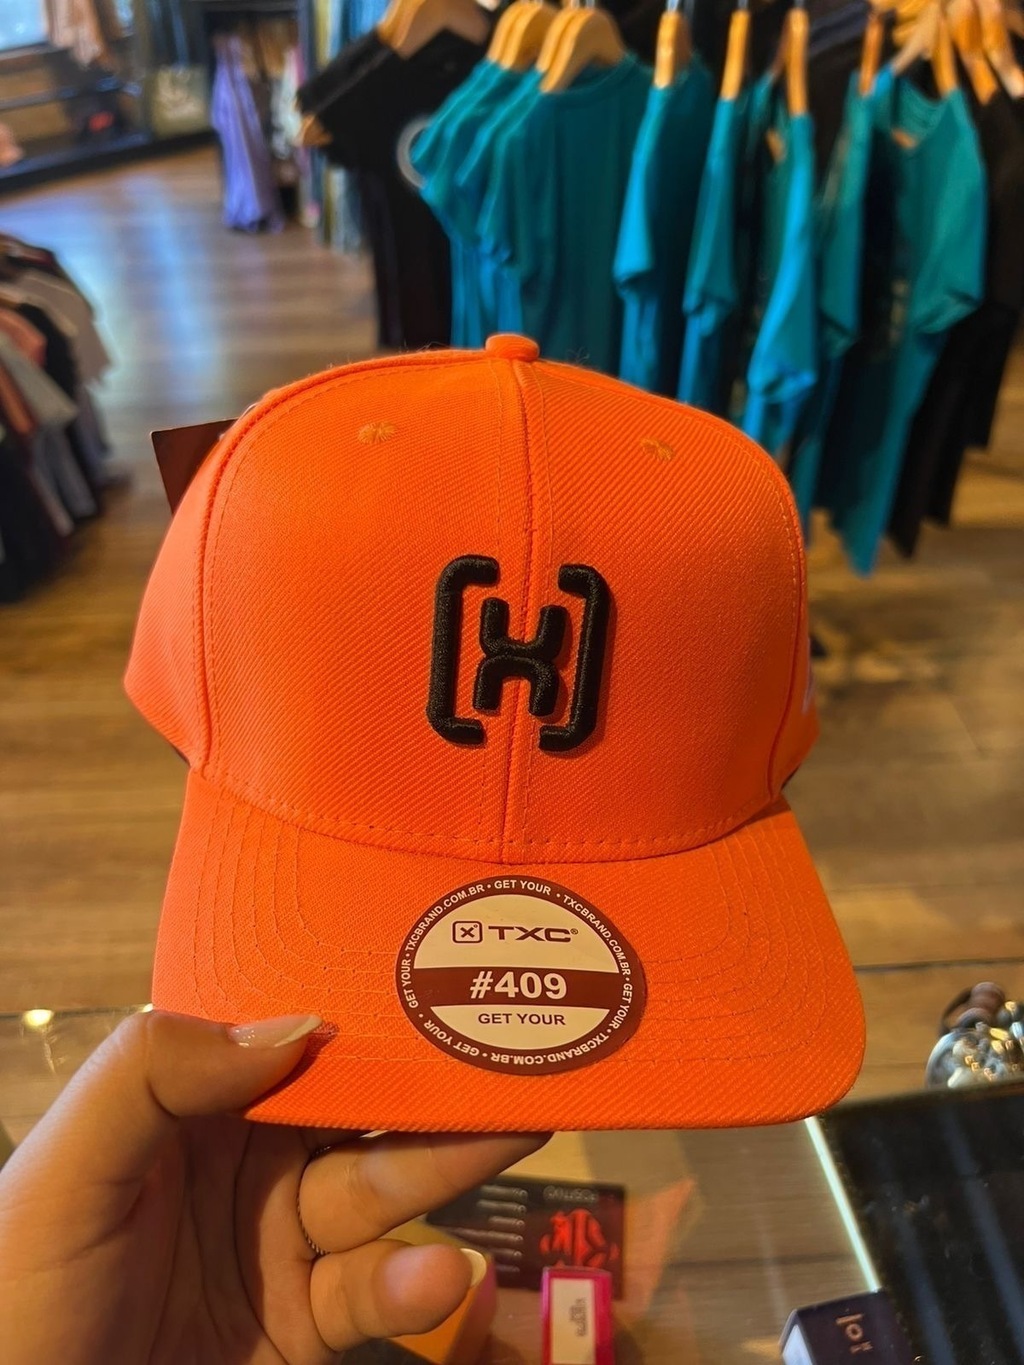 [X]
• GET YOUR • TXCBRAND.COM.BR • GET YOUR • TXCBRAND.COM.BR • GET YOUR • TXCBRAND.COM.BR
[x] TXC®
#409
GET YOUR
POSITIVO